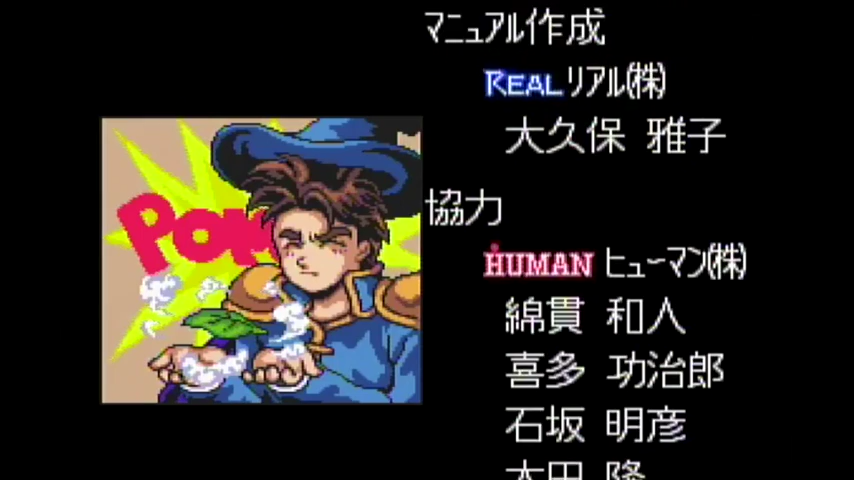 POM
マニュアル作成
REAL リアル(株)
大久保 雅子
協力
HUMAN ヒューマン(株)
綿貫 和人
喜多 功治郎
石坂 明彦